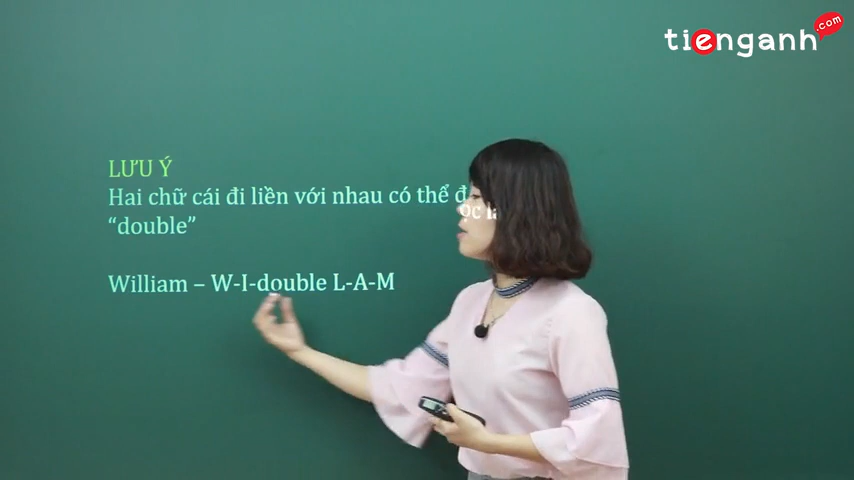 tienganh.com
LƯU Ý
Hai chữ cái đi liền với nhau có thể
“double”
William – W-I-double L-A-M